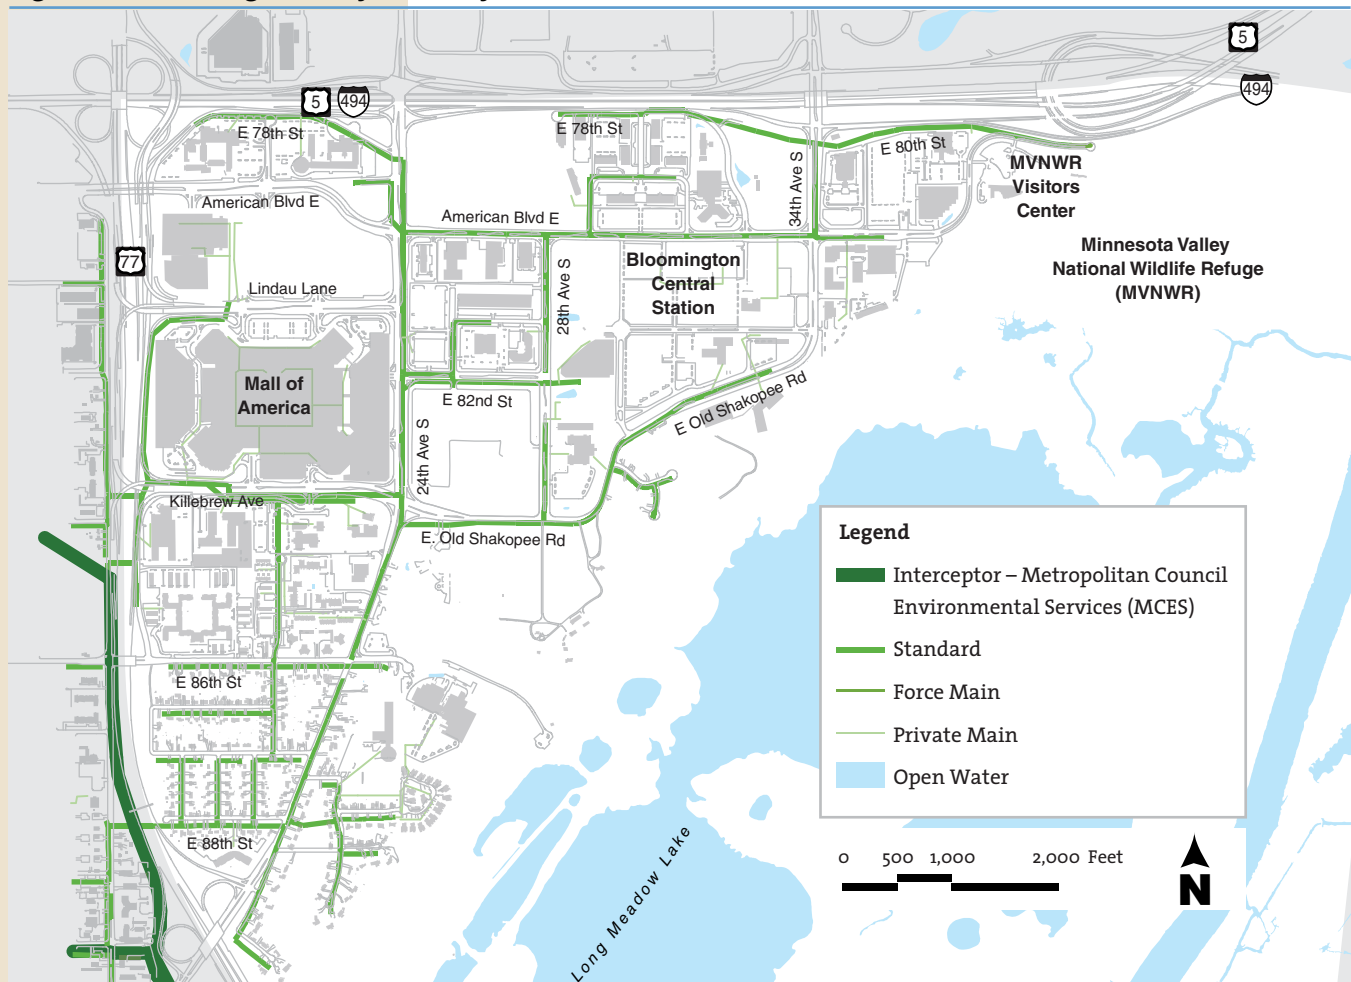 5
494
5
494
E 78th St
E 78th St
E 80th St
MVNWR
Visitors
Center
34th Ave S
American Blvd E
American Blvd E
Minnesota Valley
National Wildlife Refuge
(MVNWR)
77
Bloomington
Central
Station
28th Ave S
Lindau Lane
Mall of
America
E 82nd St
E Old Shakopee Rd
24th Ave S
Killebrew Ave
E. Old Shakopee Rd
Legend
Interceptor – Metropolitan Council
Environmental Services (MCES)
Standard
Force Main
Private Main
Open Water
E 86th St
E 88th St
Long Meadow Lake
0 500 1,000 2,000 Feet
N